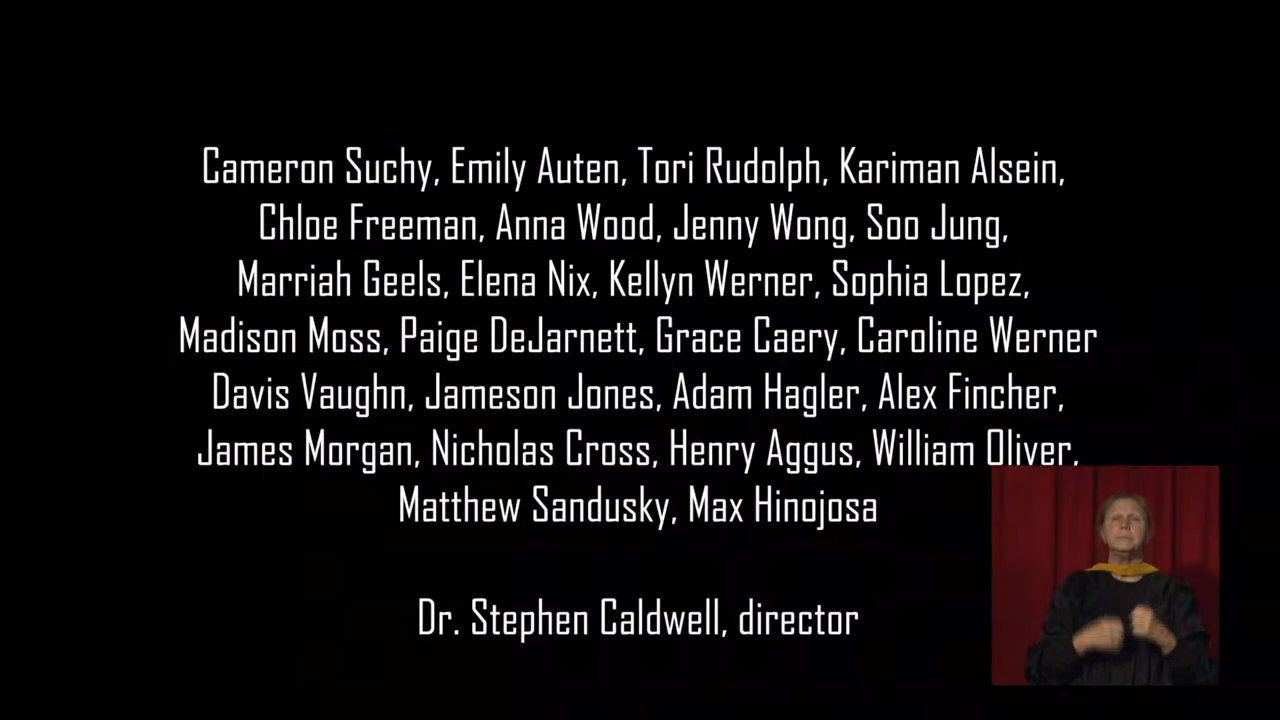 Cameron Suchy, Emily Auten, Tori Rudolph, Kariman Alsein,
Chloe Freeman, Anna Wood, Jenny Wong, Soo Jung,
Marriah Geels, Elena Nix, Kellyn Werner, Sophia Lopez,
Madison Moss, Paige DeJarnett, Grace Caery, Caroline Werner
Davis Vaughn, Jameson Jones, Adam Hagler, Alex Fincher,
James Morgan, Nicholas Cross, Henry Aggus, William Oliver,
Matthew Sandusky, Max Hinojosa
Dr. Stephen Caldwell, director